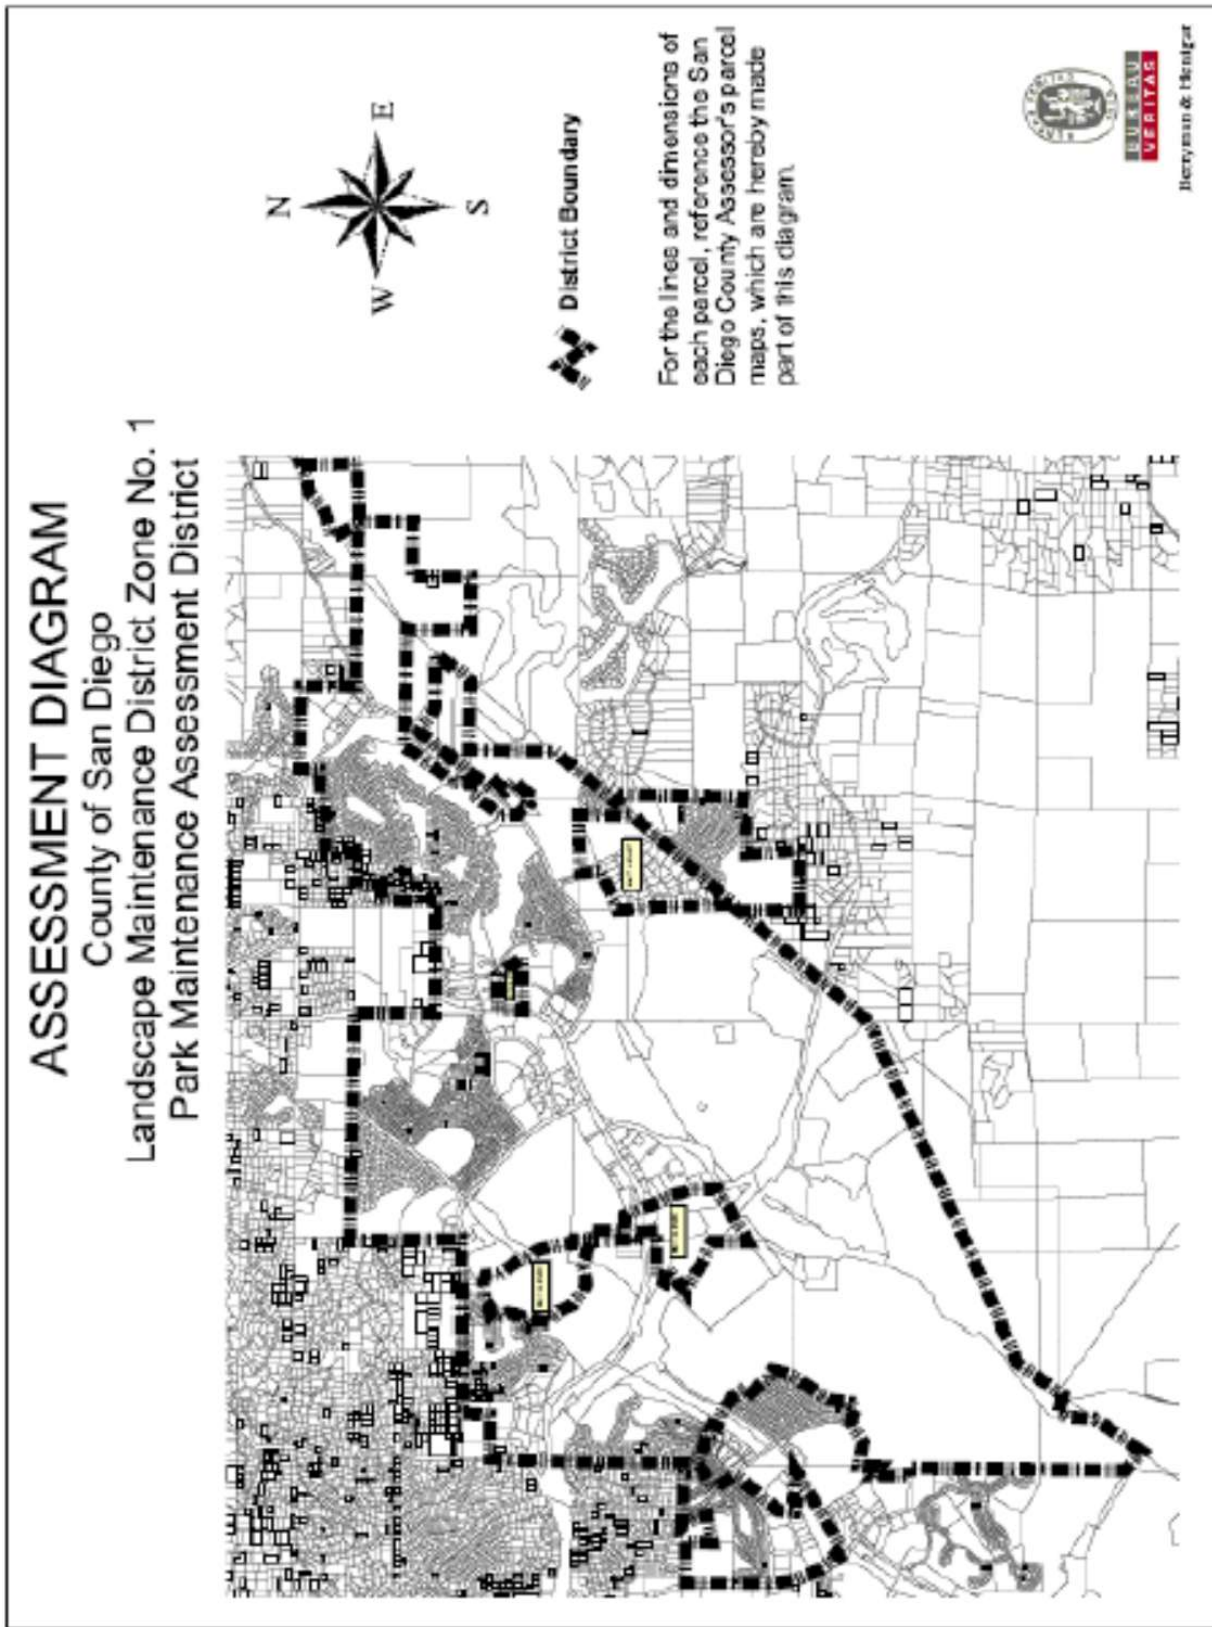 ASSESSMENT DIAGRAM
County of San Diego
Landscape Maintenance District Zone No. 1
Park Maintenance Assessment District
N
W
E
S
District Boundary
For the lines and dimensions of
each parcel, reference the San
Diego County Assessor's parcel
maps, which are hereby made
part of this diagram.
BUREAU
VERITAS
Berryman & Henigar